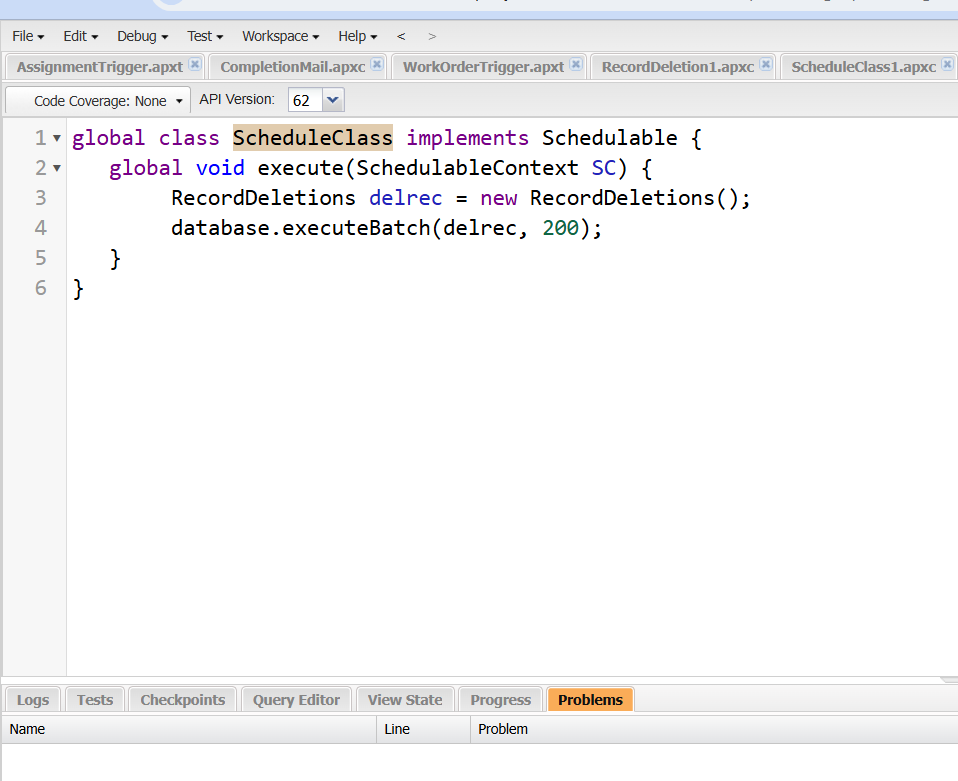 File Edit Debug Test Workspace Help < >
AssignmentTrigger.apxt CompletionMail.apxc WorkOrderTrigger.apxt RecordDeletion1.apxc ScheduleClass1.apxc
Code Coverage: None API Version: 62
1 global class ScheduleClass implements Schedulable {
2 global void execute(SchedulableContext SC) {
3 RecordDeletions delrec = new RecordDeletions();
4 database.executeBatch(delrec, 200);
5 }
6 }
Logs Tests Checkpoints Query Editor View State Progress Problems
Name Line Problem